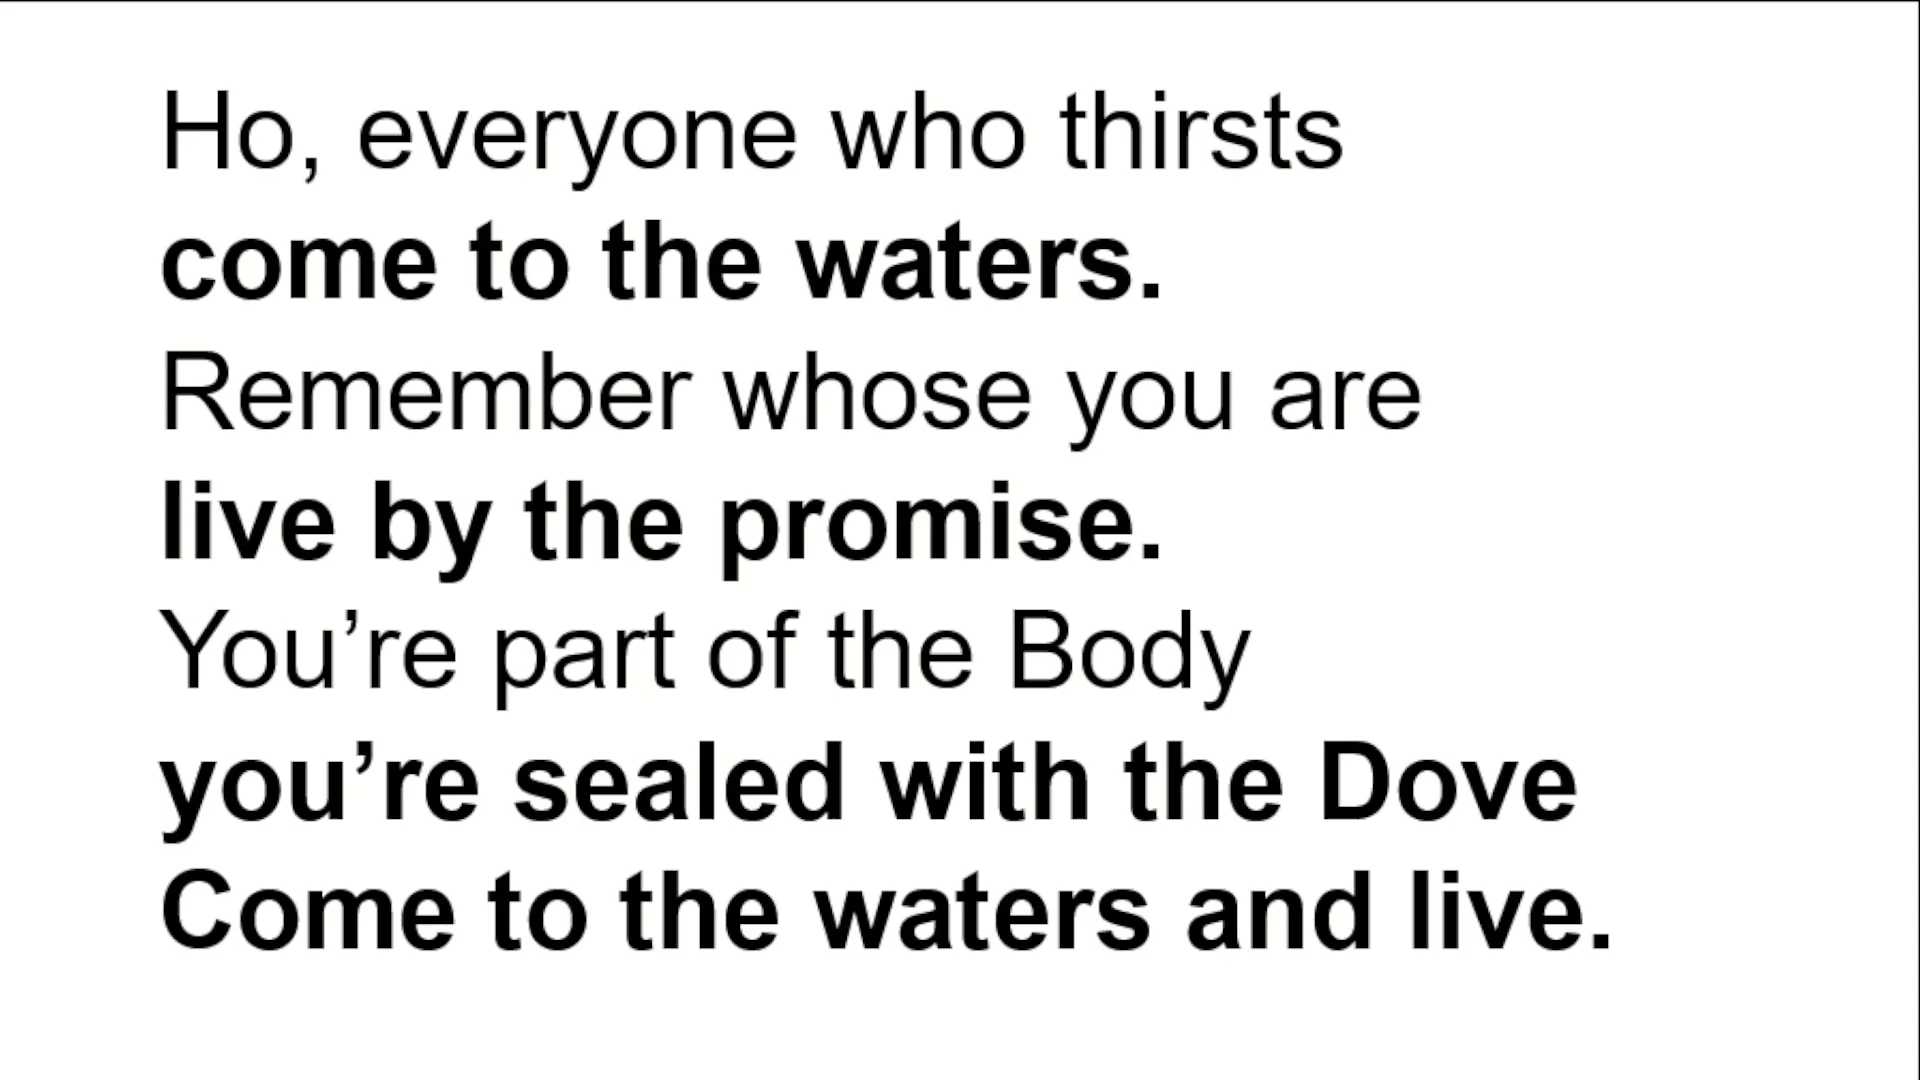 Ho, everyone who thirsts
come to the waters.
Remember whose you are
live by the promise.
You’re part of the Body
you’re sealed with the Dove
Come to the waters and live.